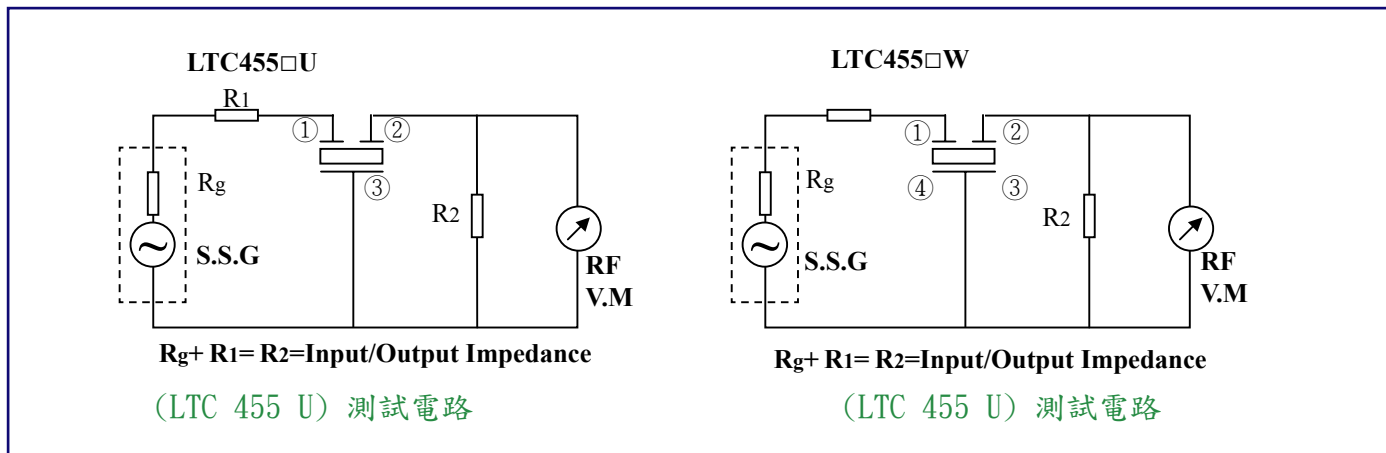 LTC455□U
R1
① ②
③
Rg
R2
S.S.G
RF
V.M
Rg+ R1= R2=Input/Output Impedance
(LTC 455 U) 測試電路
LTC455□W
① ②
④ ③
Rg
R2
S.S.G
RF
V.M
Rg+ R1= R2=Input/Output Impedance
(LTC 455 U) 測試電路